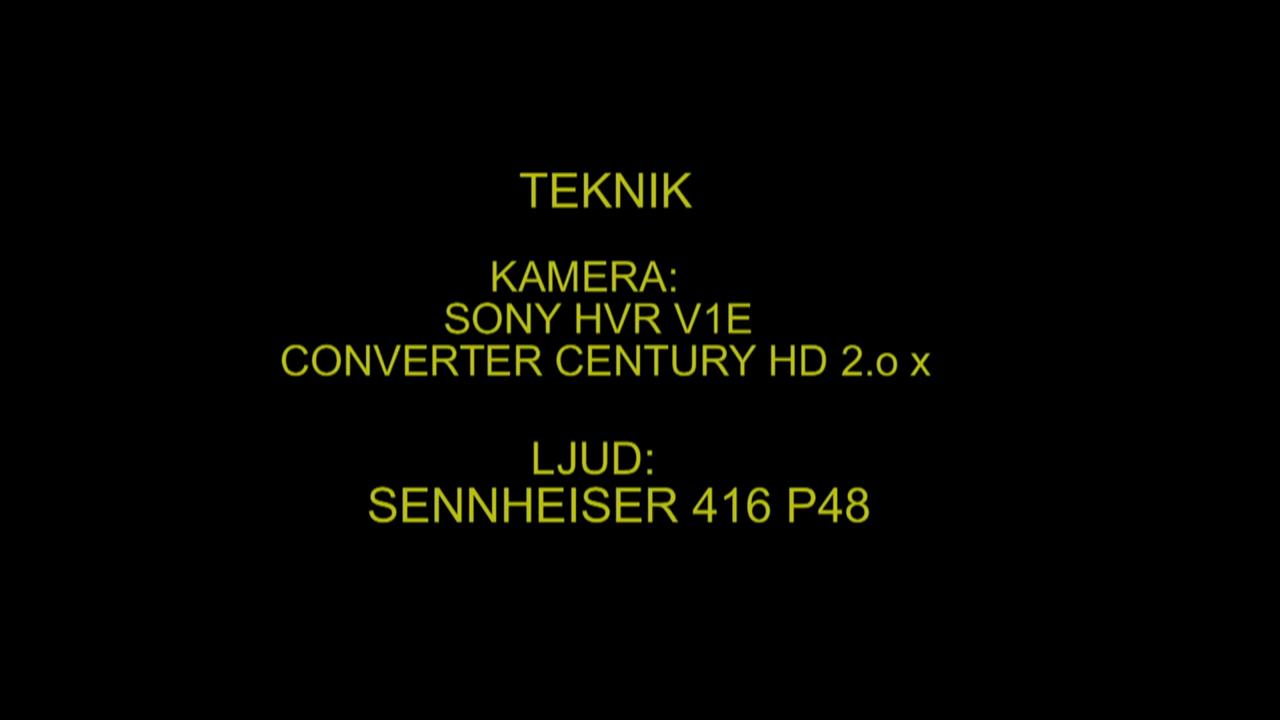 TEKNIK
KAMERA:
SONY HVR V1E
CONVERTER CENTURY HD 2.o x
LJUD:
SENNHEISER 416 P48